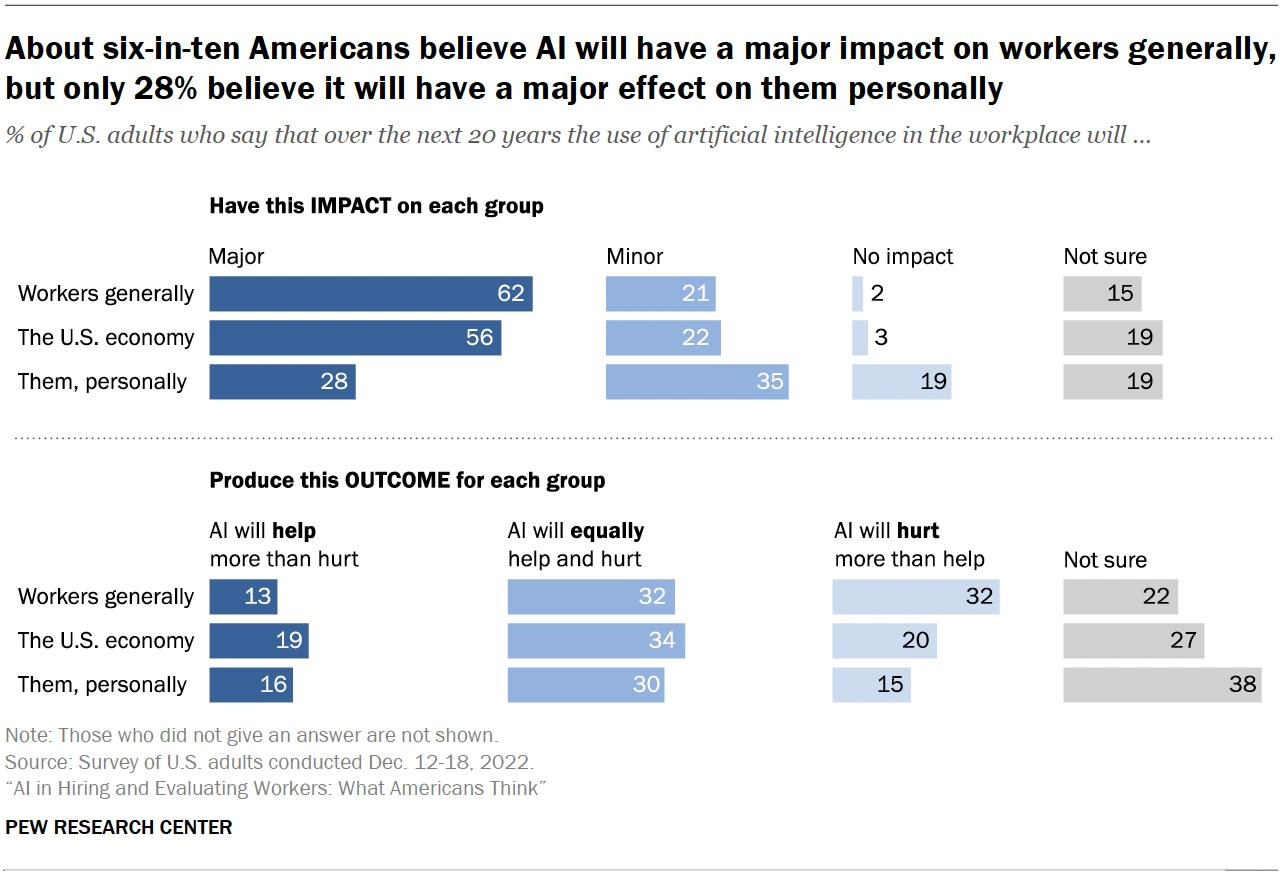 About six-in-ten Americans believe AI will have a major impact on workers generally,
but only 28% believe it will have a major effect on them personally
% of U.S. adults who say that over the next 20 years the use of artificial intelligence in the workplace will ...
Have this IMPACT on each group
Major Minor No impact Not sure
Workers generally 62 21 2 15
The U.S. economy 56 22 3 19
Them, personally 28 35 19 19
Produce this OUTCOME for each group
AI will help AI will equally AI will hurt
more than hurt help and hurt more than help Not sure
Workers generally 13 32 32 22
The U.S. economy 19 34 20 27
Them, personally 16 30 15 38
Note: Those who did not give an answer are not shown.
Source: Survey of U.S. adults conducted Dec. 12-18, 2022.
“AI in Hiring and Evaluating Workers: What Americans Think”
PEW RESEARCH CENTER